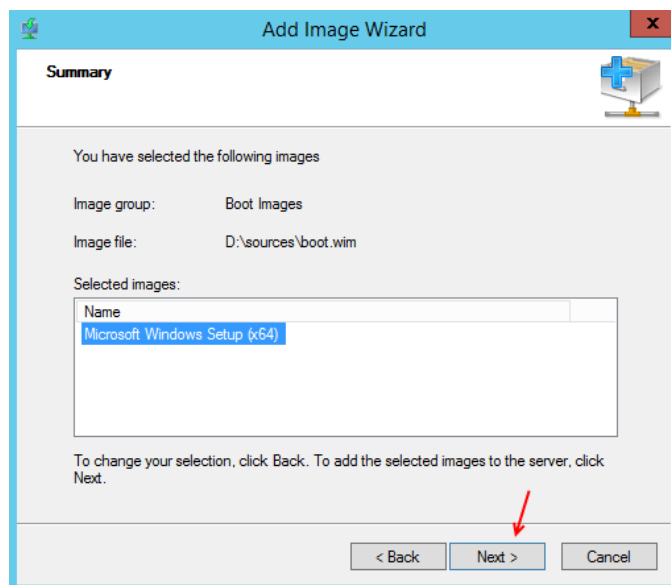 Add Image Wizard
x
Summary
You have selected the following images
Image group: Boot Images
Image file: D:\sources\boot.wim
Selected images:
Name
Microsoft Windows Setup (x64)
To change your selection, click Back. To add the selected images to the server, click
Next.
< Back Next > Cancel